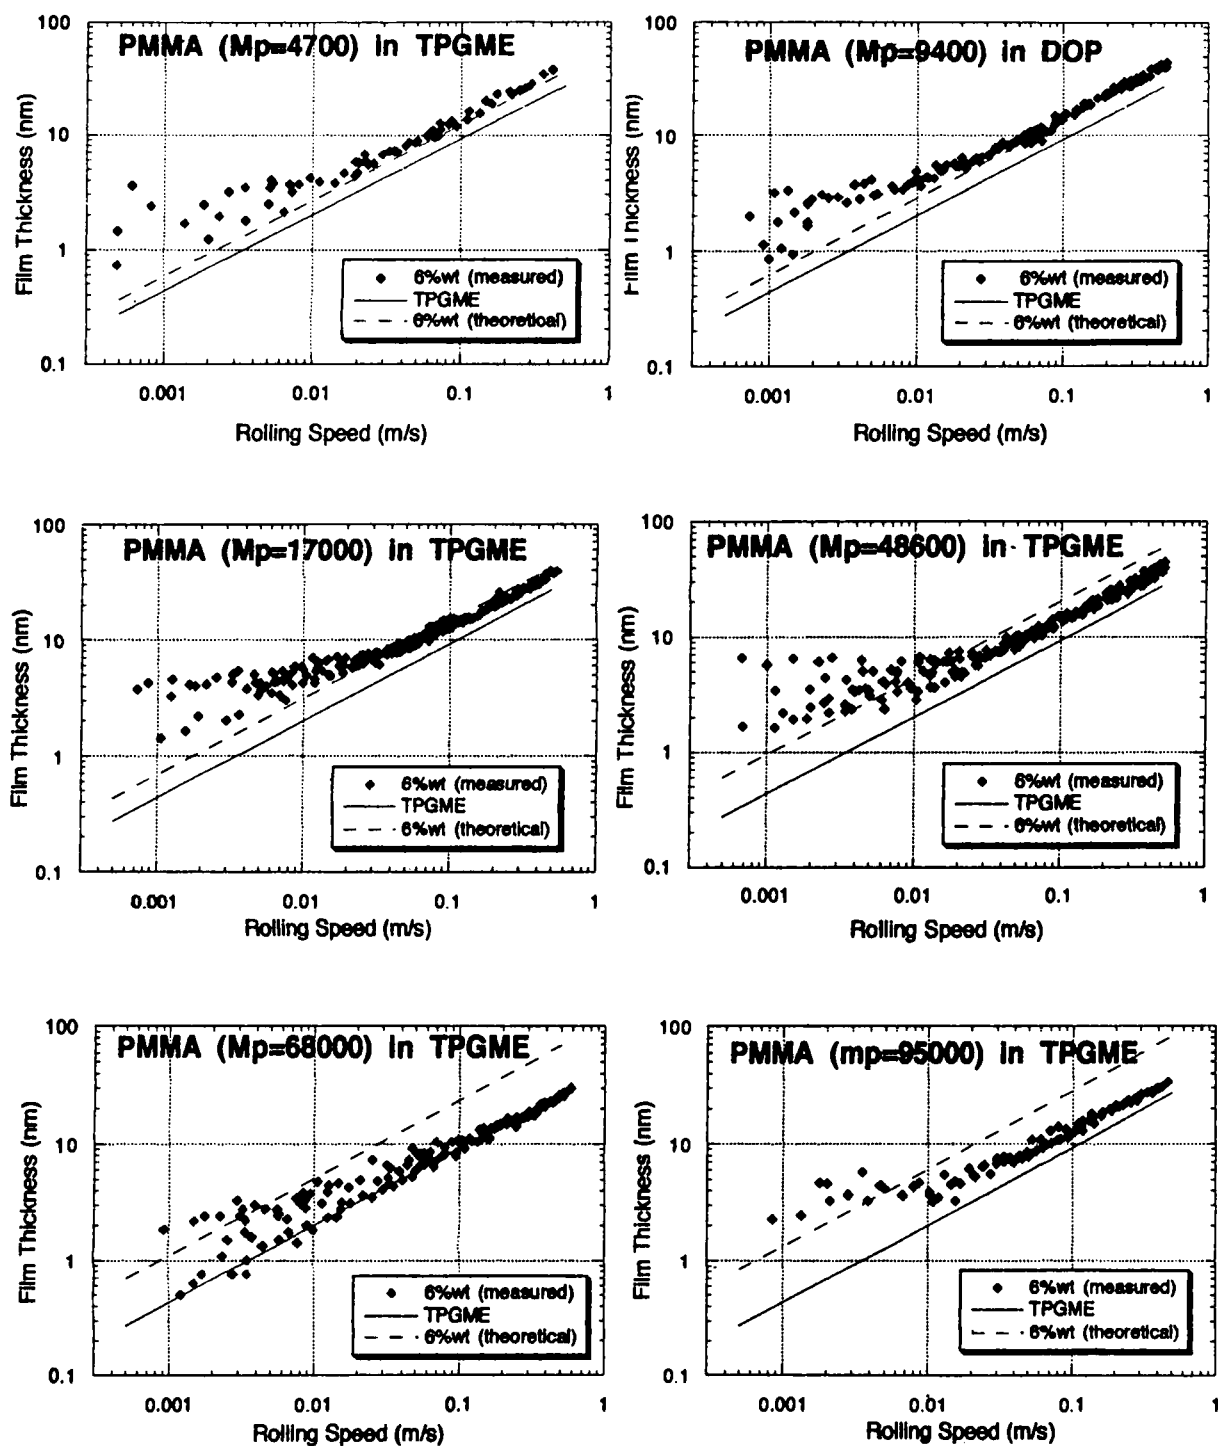 PMMA (Mp=4700) in TPGME
100
10
1
0.1
Film Thickness (nm)
6%wt (measured)
TPGME
6%wt (theoretical)
0.001 0.01 0.1 1
Rolling Speed (m/s)
PMMA (Mp=9400) in DOP
100
10
1
0.1
Film Thickness (nm)
6%wt (measured)
TPGME
6%wt (theoretical)
0.001 0.01 0.1 1
Rolling Speed (m/s)
PMMA (Mp=17000) in TPGME
100
10
1
0.1
Film Thickness (nm)
6%wt (measured)
TPGME
6%wt (theoretical)
0.001 0.01 0.1 1
Rolling Speed (m/s)
PMMA (Mp=48600) in TPGME
100
10
1
0.1
Film Thickness (nm)
6%wt (measured)
TPGME
6%wt (theoretical)
0.001 0.01 0.1 1
Rolling Speed (m/s)
PMMA (Mp=68000) in TPGME
100
10
1
0.1
Film Thickness (nm)
6%wt (measured)
TPGME
6%wt (theoretical)
0.001 0.01 0.1 1
Rolling Speed (m/s)
PMMA (mp=95000) in TPGME
100
10
1
0.1
Film Thickness (nm)
6%wt (measured)
TPGME
6%wt (theoretical)
0.001 0.01 0.1 1
Rolling Speed (m/s)